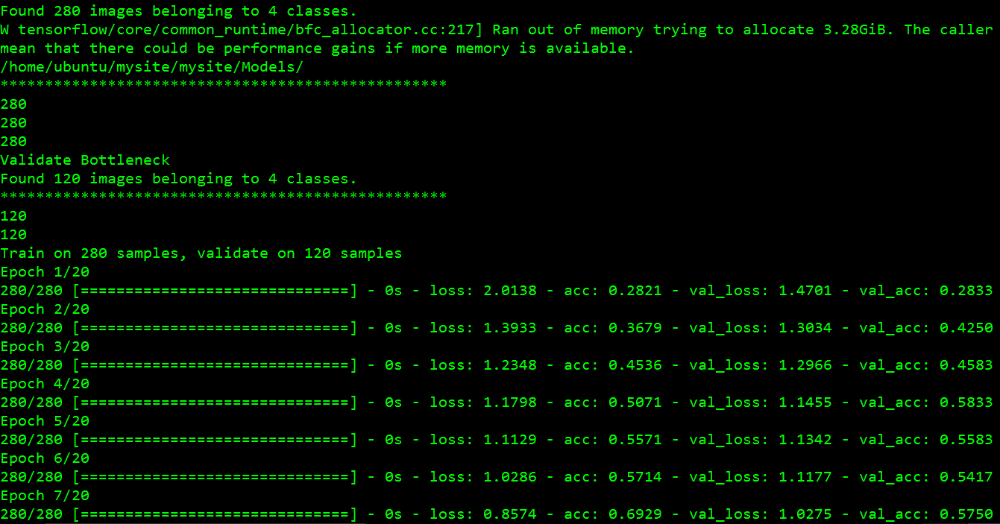 Found 280 images belonging to 4 classes.
W tensorflow/core/common_runtime/bfc_allocator.cc:217] Ran out of memory trying to allocate 3.28GiB. The caller
mean that there could be performance gains if more memory is available.
/home/ubuntu/mysite/mysite/Models/
**************************************************
280
280
280
Validate Bottleneck
Found 120 images belonging to 4 classes.
**************************************************
120
120
Train on 280 samples, validate on 120 samples
Epoch 1/20
280/280 [==============================] - 0s - loss: 2.0138 - acc: 0.2821 - val_loss: 1.4701 - val_acc: 0.2833
Epoch 2/20
280/280 [==============================] - 0s - loss: 1.3933 - acc: 0.3679 - val_loss: 1.3034 - val_acc: 0.4250
Epoch 3/20
280/280 [==============================] - 0s - loss: 1.2348 - acc: 0.4536 - val_loss: 1.2966 - val_acc: 0.4583
Epoch 4/20
280/280 [==============================] - 0s - loss: 1.1798 - acc: 0.5071 - val_loss: 1.1455 - val_acc: 0.5833
Epoch 5/20
280/280 [==============================] - 0s - loss: 1.1129 - acc: 0.5571 - val_loss: 1.1342 - val_acc: 0.5583
Epoch 6/20
280/280 [==============================] - 0s - loss: 1.0286 - acc: 0.5714 - val_loss: 1.1177 - val_acc: 0.5417
Epoch 7/20
280/280 [==============================] - 0s - loss: 0.8574 - acc: 0.6929 - val_loss: 1.0275 - val_acc: 0.5750